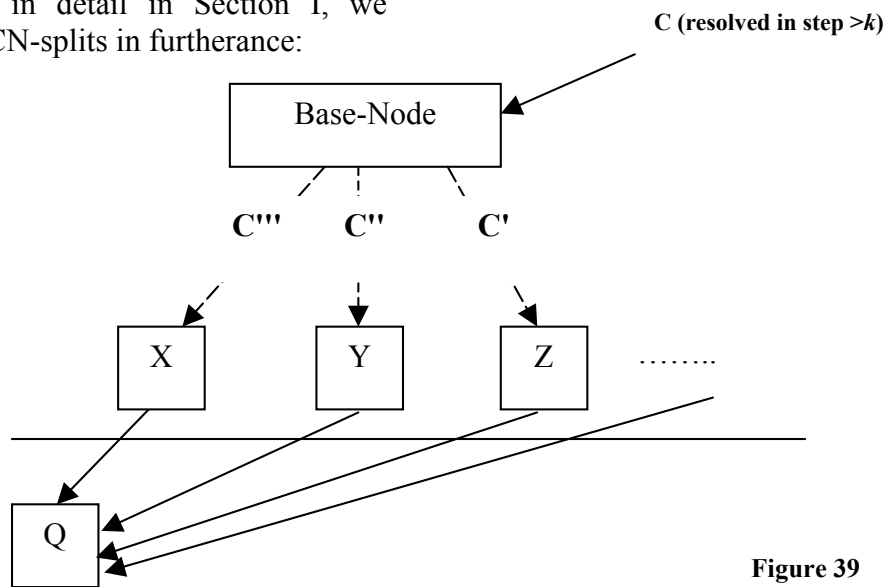 in detail in Section I, we
CN-splits in furtherance:
C (resolved in step >k)
Base-Node
C''' C'' C'
X Y Z ........
Q
Figure 39